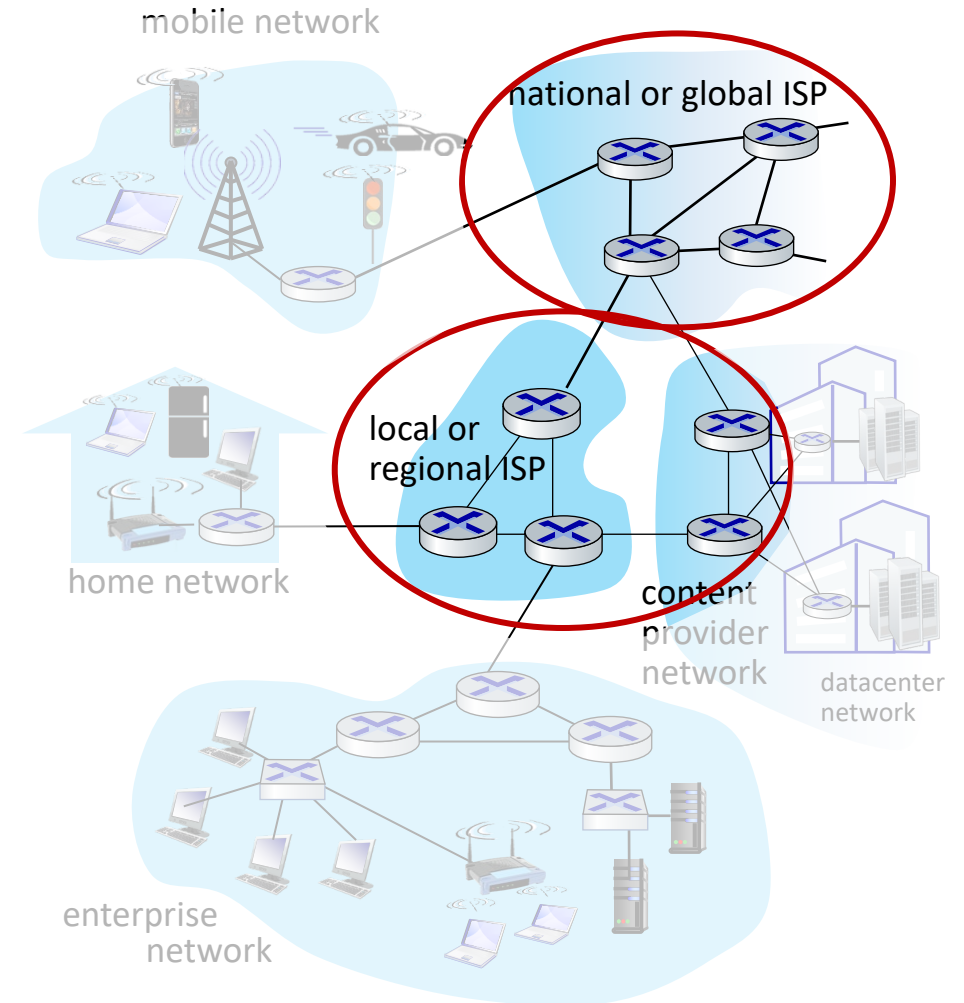 mobile network
national or global ISP
local or
regional ISP
home network
content
provider
network
datacenter
network
enterprise
network